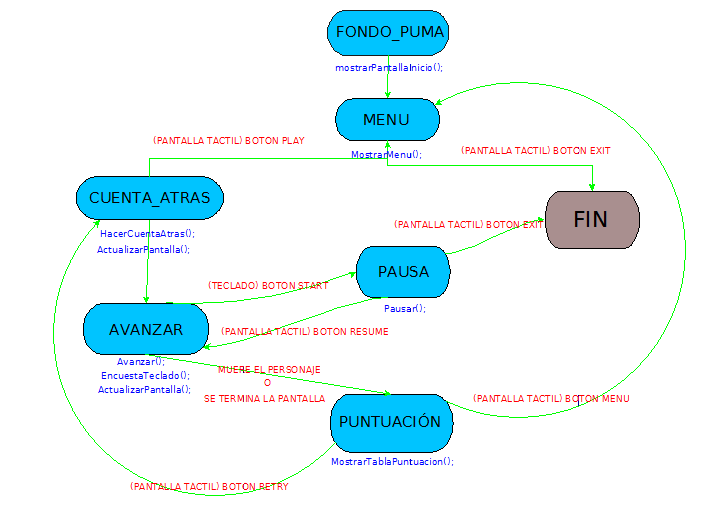 FONDO_PUMA
mostrarPantallaInicio();
MENU
(PANTALLA TACTIL) BOTON PLAY
MostrarMenu();
(PANTALLA TACTIL) BOTON EXIT
CUENTA_ATRAS
FIN
(PANTALLA TACTIL) BOTON EXIT
HacerCuentaAtras();
ActualizarPantalla();
PAUSA
(TECLADO) BOTON START
Pausar();
AVANZAR
(PANTALLA TACTIL) BOTON RESUME
Avanzar();
EncuestaTeclado();
ActualizarPantalla();
MUERE EL PERSONAJE
O
SE TERMINA LA PANTALLA
(PANTALLA TACTIL) BOTON MENU
PUNTUACIÓN
MostrarTablaPuntuacion();
(PANTALLA TACTIL) BOTON RETRY